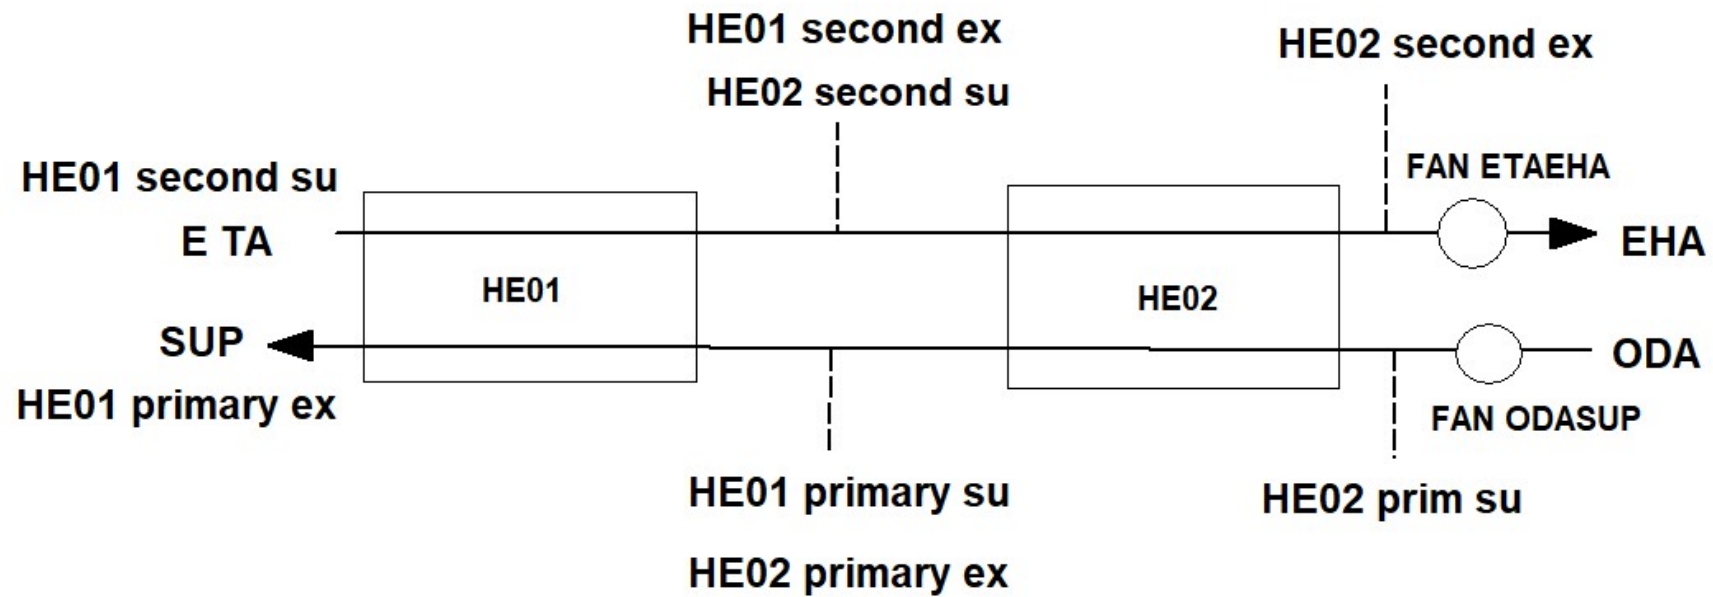 HE01 second ex
HE02 second ex
HE02 second su
HE01 second su
FAN ETAEHA
E TA
EHA
HE01
HE02
SUP
ODA
HE01 primary ex
FAN ODASUP
HE01 primary su
HE02 prim su
HE02 primary ex